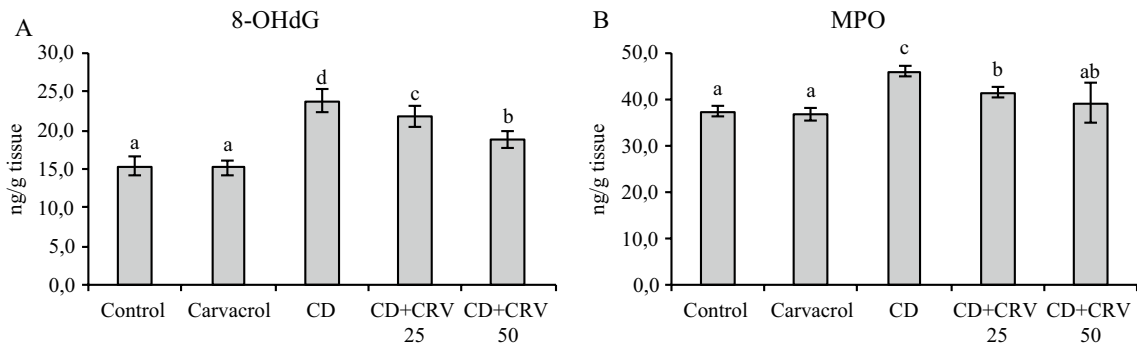 A
8-OHdG
30,0
25,0
20,0
15,0
10,0
5,0
0,0
ng/g tissue
a
a
d
c
b
Control
Carvacrol
CD
CD+CRV
25
CD+CRV
50
B
MPO
50,0
40,0
30,0
20,0
10,0
0,0
ng/g tissue
a
a
c
b
ab
Control
Carvacrol
CD
CD+CRV
25
CD+CRV
50